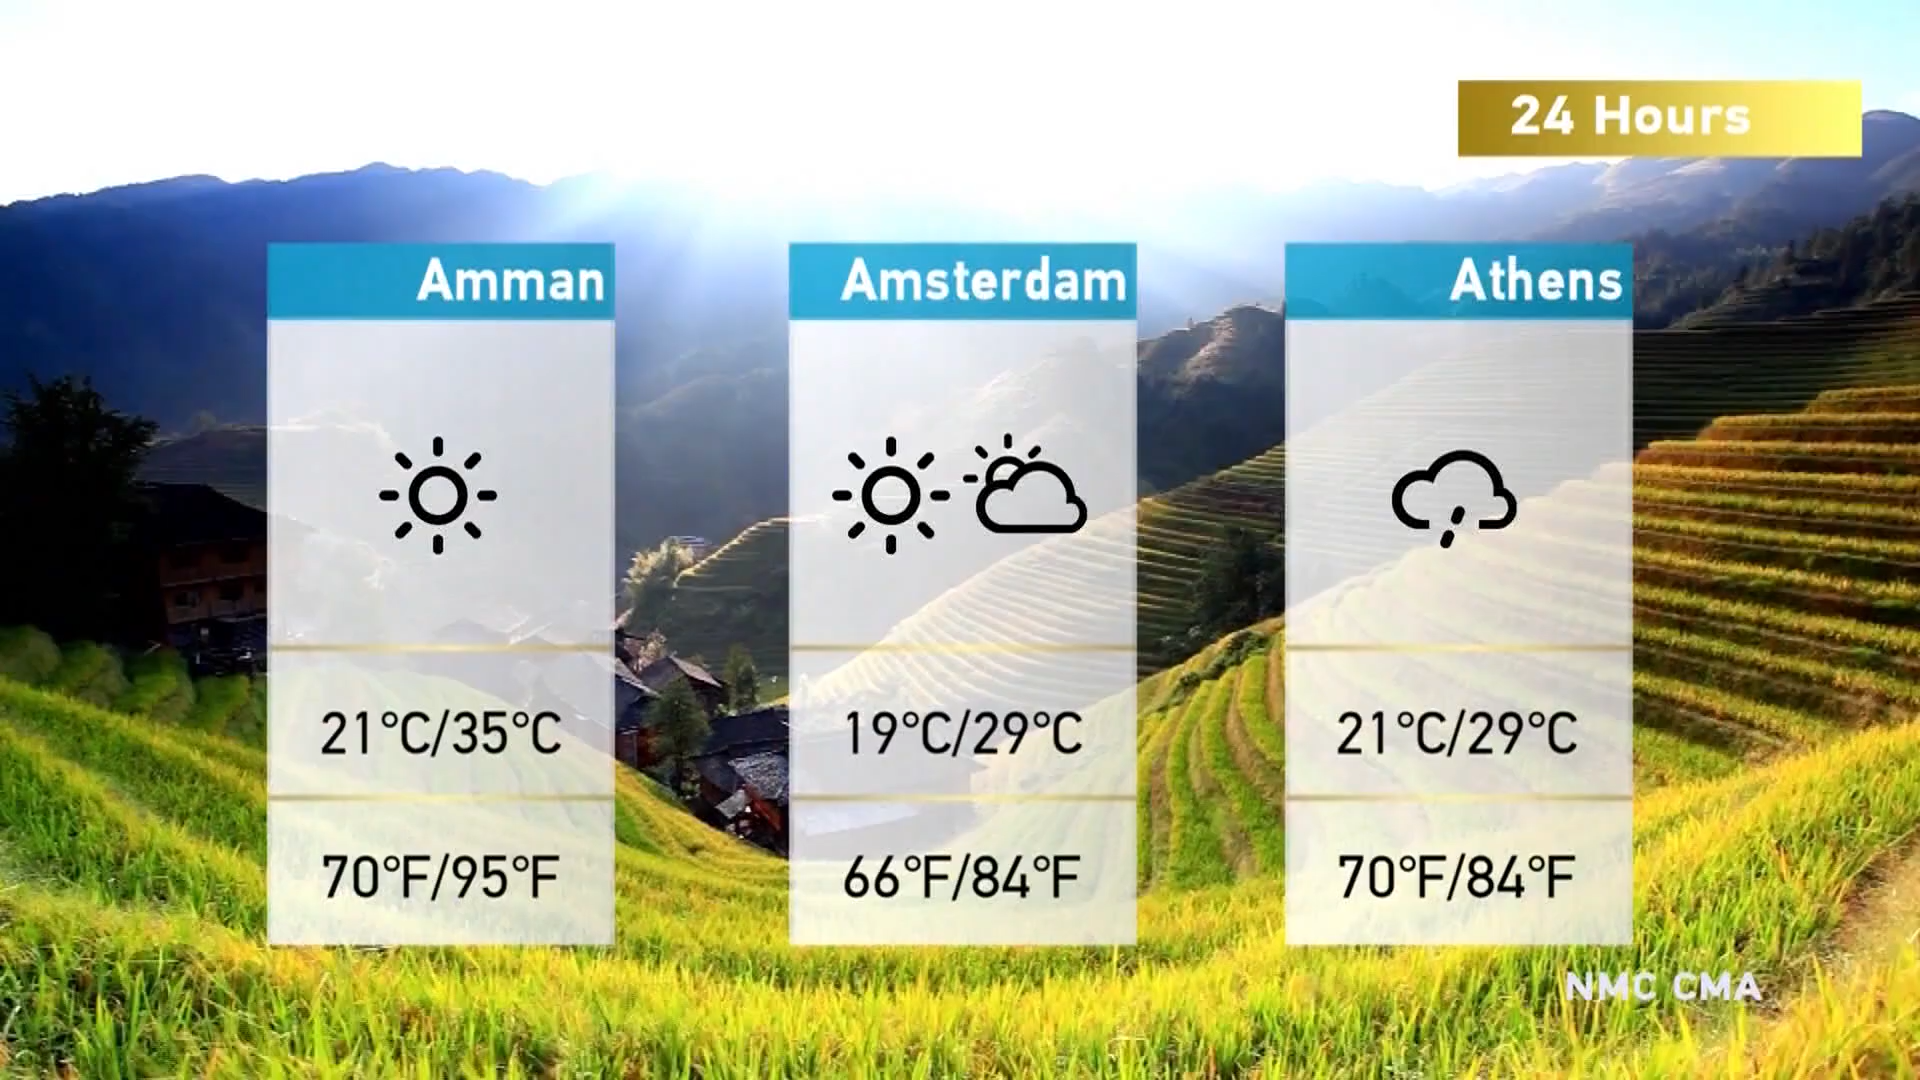 24 Hours
Amman
21°C/35°C
70°F/95°F
Amsterdam
19°C/29°C
66°F/84°F
Athens
21°C/29°C
70°F/84°F
NMC CMA